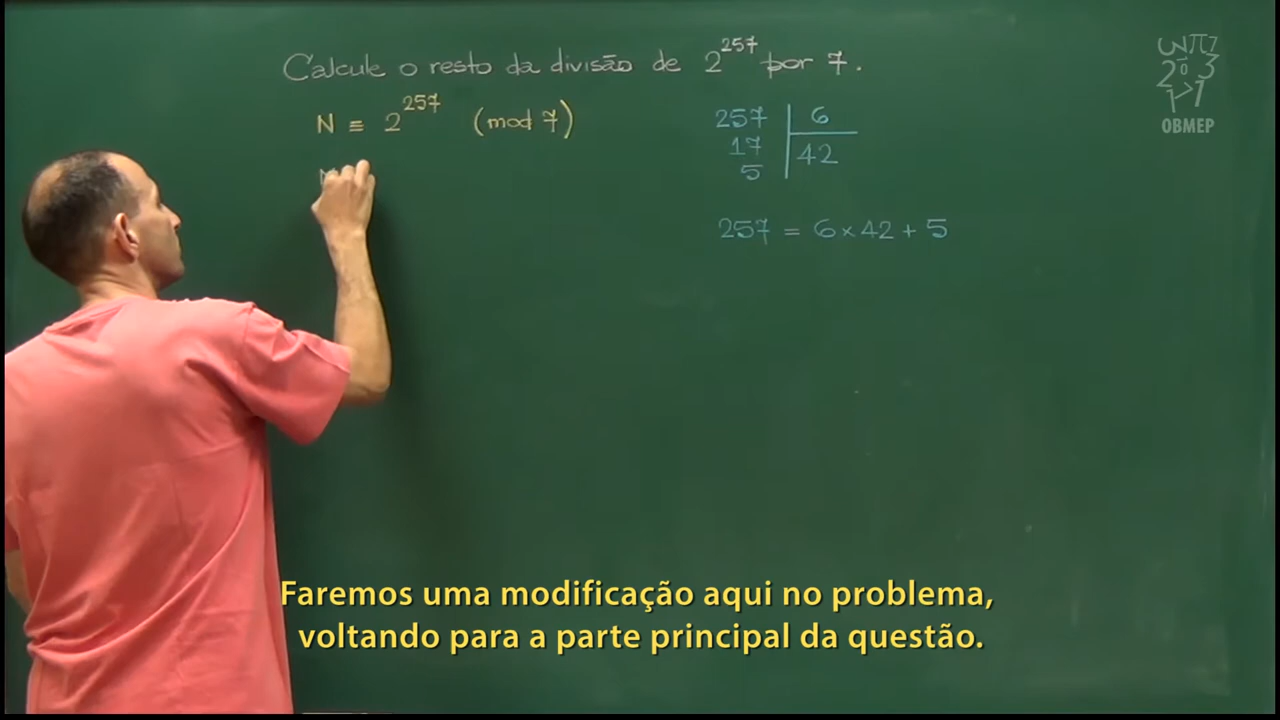 Calcule o resto da divisão de 2^257 por 7.
N ≡ 2^257 (mod 7)
N
257 | 6
17 | 42
5
257 = 6 × 42 + 5
OBMEP
Faremos uma modificação aqui no problema,
voltando para a parte principal da questão.